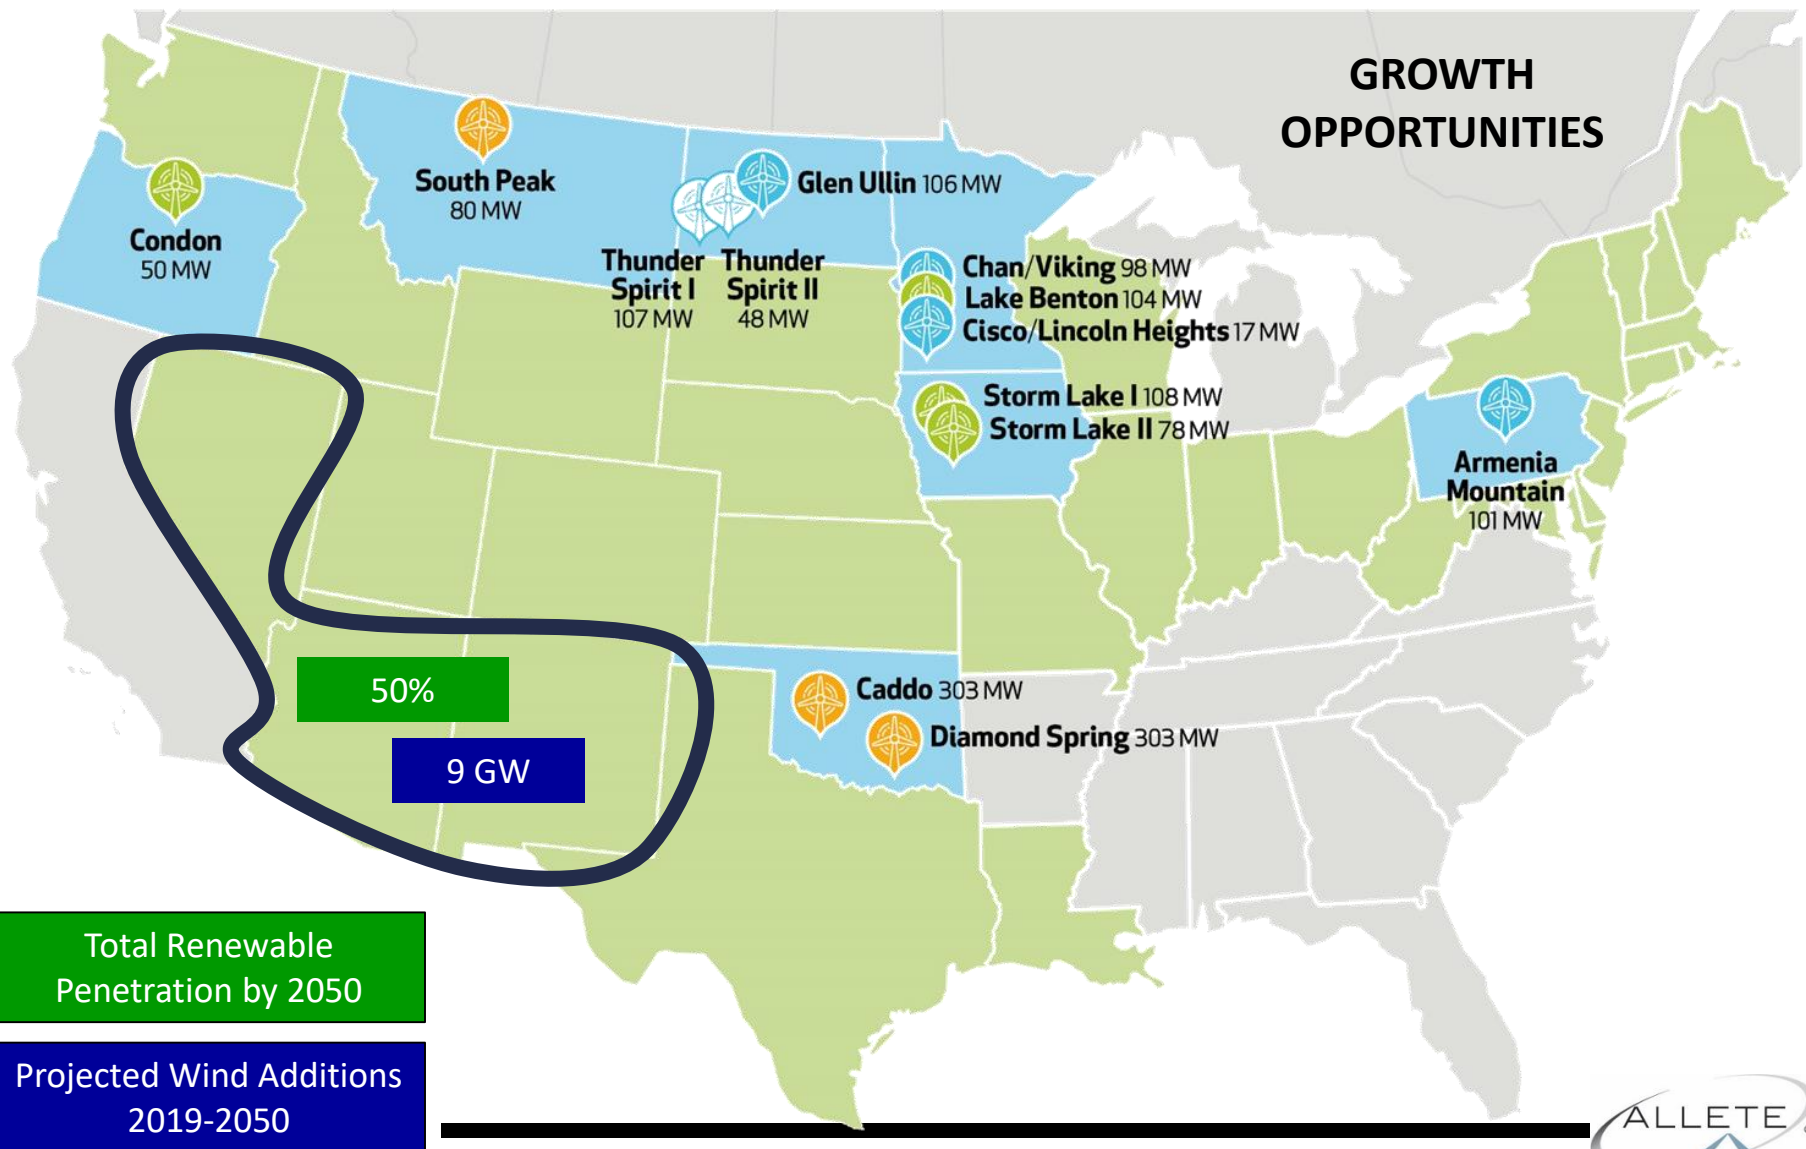 GROWTH
OPPORTUNITIES
South Peak
80 MW
Glen Ullin 106 MW
Condon
50 MW
Thunder
Spirit I
107 MW
Thunder
Spirit II
48 MW
Chan/Viking 98 MW
Lake Benton 104 MW
Cisco/Lincoln Heights 17 MW
Storm Lake I 108 MW
Storm Lake II 78 MW
Armenia
Mountain
101 MW
50%
9 GW
Caddo 303 MW
Diamond Spring 303 MW
Total Renewable
Penetration by 2050
Projected Wind Additions
2019-2050
ALLETE